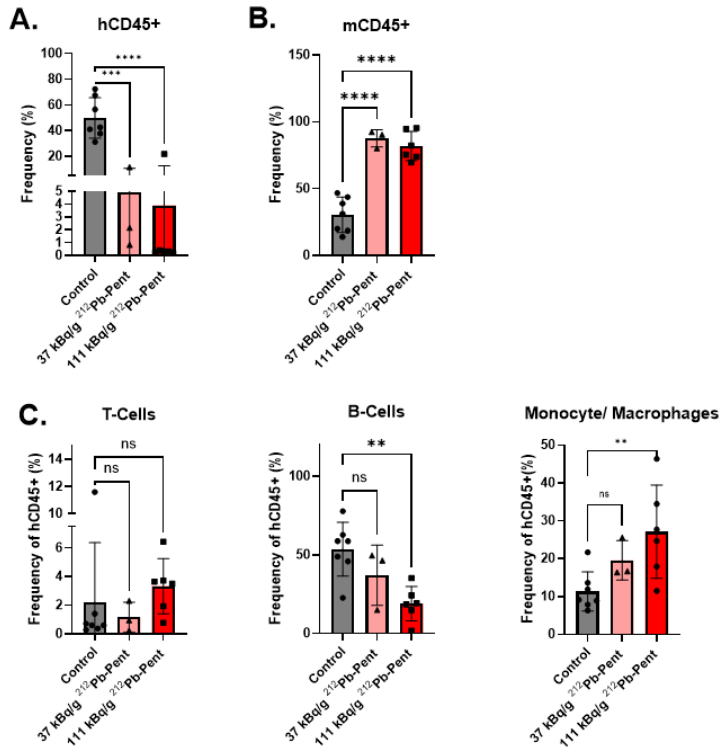 A.
hCD45+
Frequency (%)
100
80
60
40
20
5
4
3
2
1
0
****
***
Control
37 kBq/g ²¹²Pb-Pent
111 kBq/g ²¹²Pb-Pent
B.
mCD45+
Frequency (%)
150
100
50
0
****
****
Control
37 kBq/g ²¹²Pb-Pent
111 kBq/g ²¹²Pb-Pent
C.
T-Cells
Frequency of hCD45+ (%)
14
12
10
8
6
4
2
0
ns
ns
Control
37 kBq/g ²¹²Pb-Pent
111 kBq/g ²¹²Pb-Pent
B-Cells
Frequency of hCD45+ (%)
100
50
0
**
ns
Control
37 kBq/g ²¹²Pb-Pent
111 kBq/g ²¹²Pb-Pent
Monocyte/ Macrophages
Frequency of hCD45+(%)
50
40
30
20
10
0
**
ns
Control
37 kBq/g ²¹²Pb-Pent
111 kBq/g ²¹²Pb-Pent